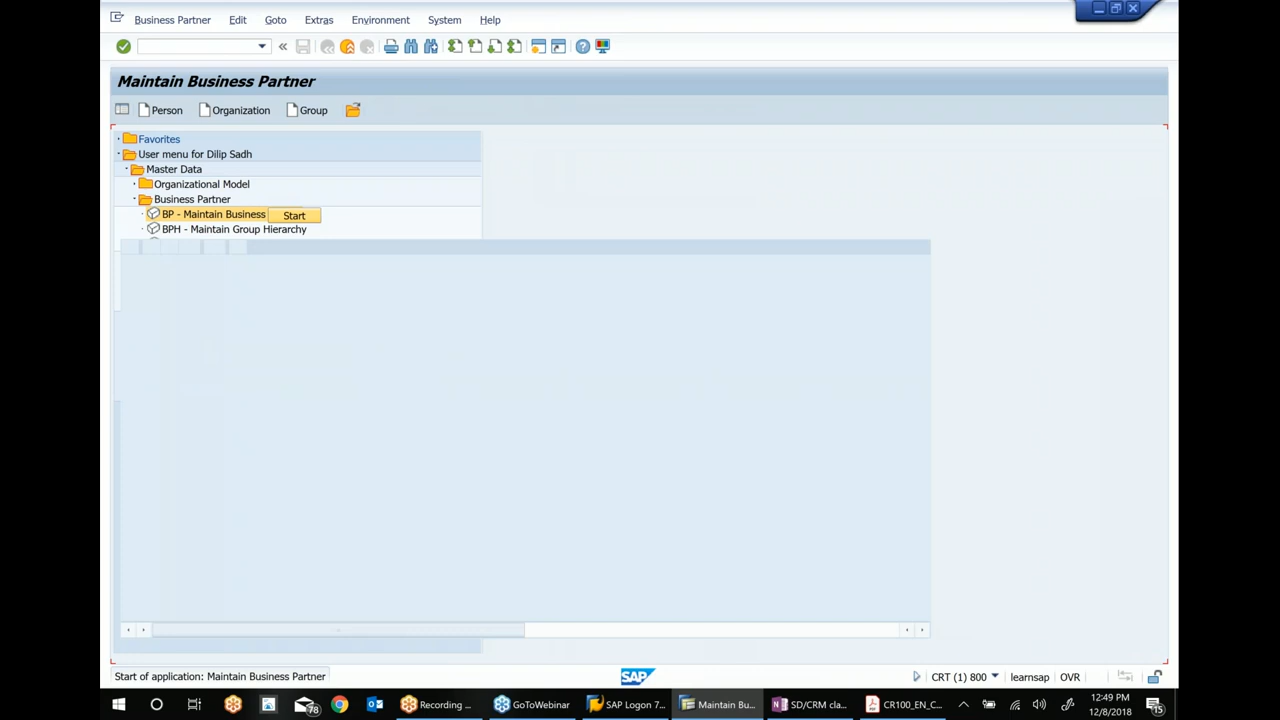 Business Partner Edit Goto Extras Environment System Help
Maintain Business Partner
Person Organization Group
Favorites
User menu for Dilip Sadh
Master Data
Organizational Model
Business Partner
BP - Maintain Business Start
BPH - Maintain Group Hierarchy
Start of application: Maintain Business Partner
SAP
CRT (1) 800 learnsap OVR
78 Recording ... GoToWebinar SAP Logon 7... Maintain Bu... SD/CRM cla... CR100_EN_C... 12:49 PM
12/8/2018
15